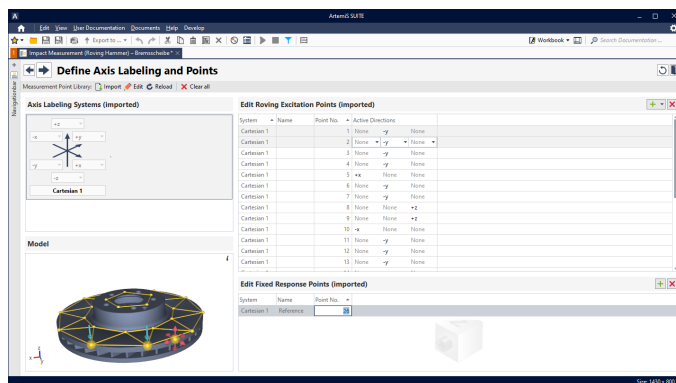 ArtemiS SUITE
Edit View User Documentation Documents Help Develop
Export to...
Workbook
Search Documentation ...
Impact Measurement (Roving Hammer) – Bremsscheibe*
Navigationbar
Define Axis Labeling and Points
Measurement Point Library: Import Edit Reload Clear all
Axis Labeling Systems (imported)
+z
-x +y
-y +x
-z
Cartesian 1
Model
i
z
x y
Edit Roving Excitation Points (imported)
System Name Point No. Active Directions
Cartesian 1 1 None -y None
Cartesian 1 2 None -y None
Cartesian 1 3 None -y None
Cartesian 1 4 None -y None
Cartesian 1 5 +x None None
Cartesian 1 6 None -y None
Cartesian 1 7 None -y None
Cartesian 1 8 None None +z
Cartesian 1 9 None None +z
Cartesian 1 10 -x None None
Cartesian 1 11 None -y None
Cartesian 1 12 None -y None
Cartesian 1 13 None -y None
Edit Fixed Response Points (imported)
System Name Point No.
Cartesian 1 Reference 26
Size: 1430 x 800